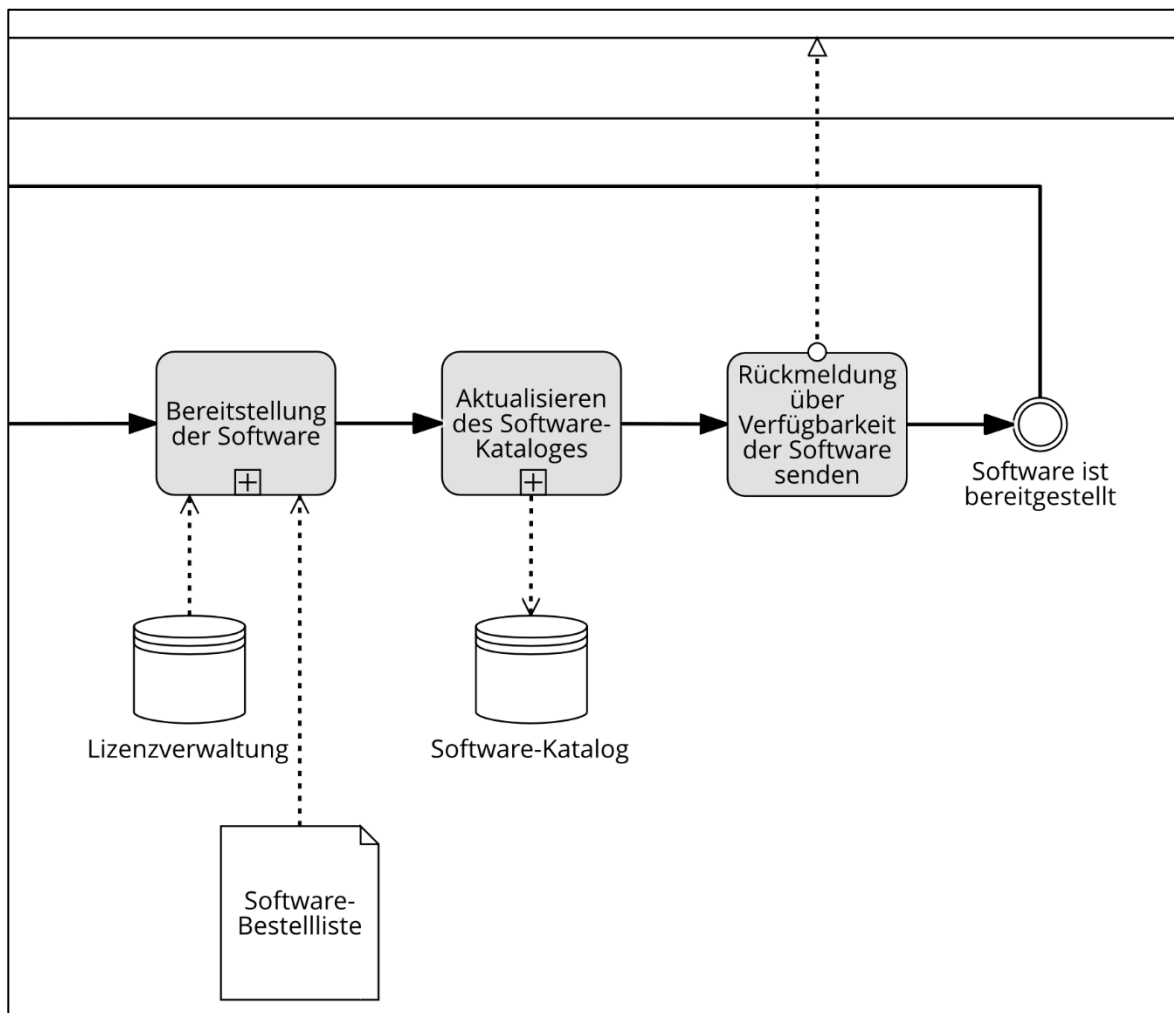 Bereitstellung
der Software
Aktualisieren
des Software-
Kataloges
Rückmeldung
über
Verfügbarkeit
der Software
senden
Software ist
bereitgestellt
Lizenzverwaltung
Software-Katalog
Software-
Bestellliste